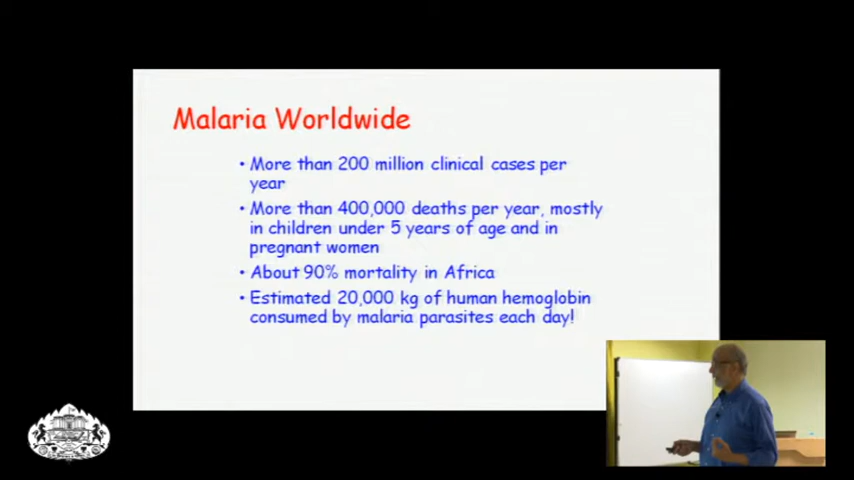 Malaria Worldwide
• More than 200 million clinical cases per
year
• More than 400,000 deaths per year, mostly
in children under 5 years of age and in
pregnant women
• About 90% mortality in Africa
• Estimated 20,000 kg of human hemoglobin
consumed by malaria parasites each day!